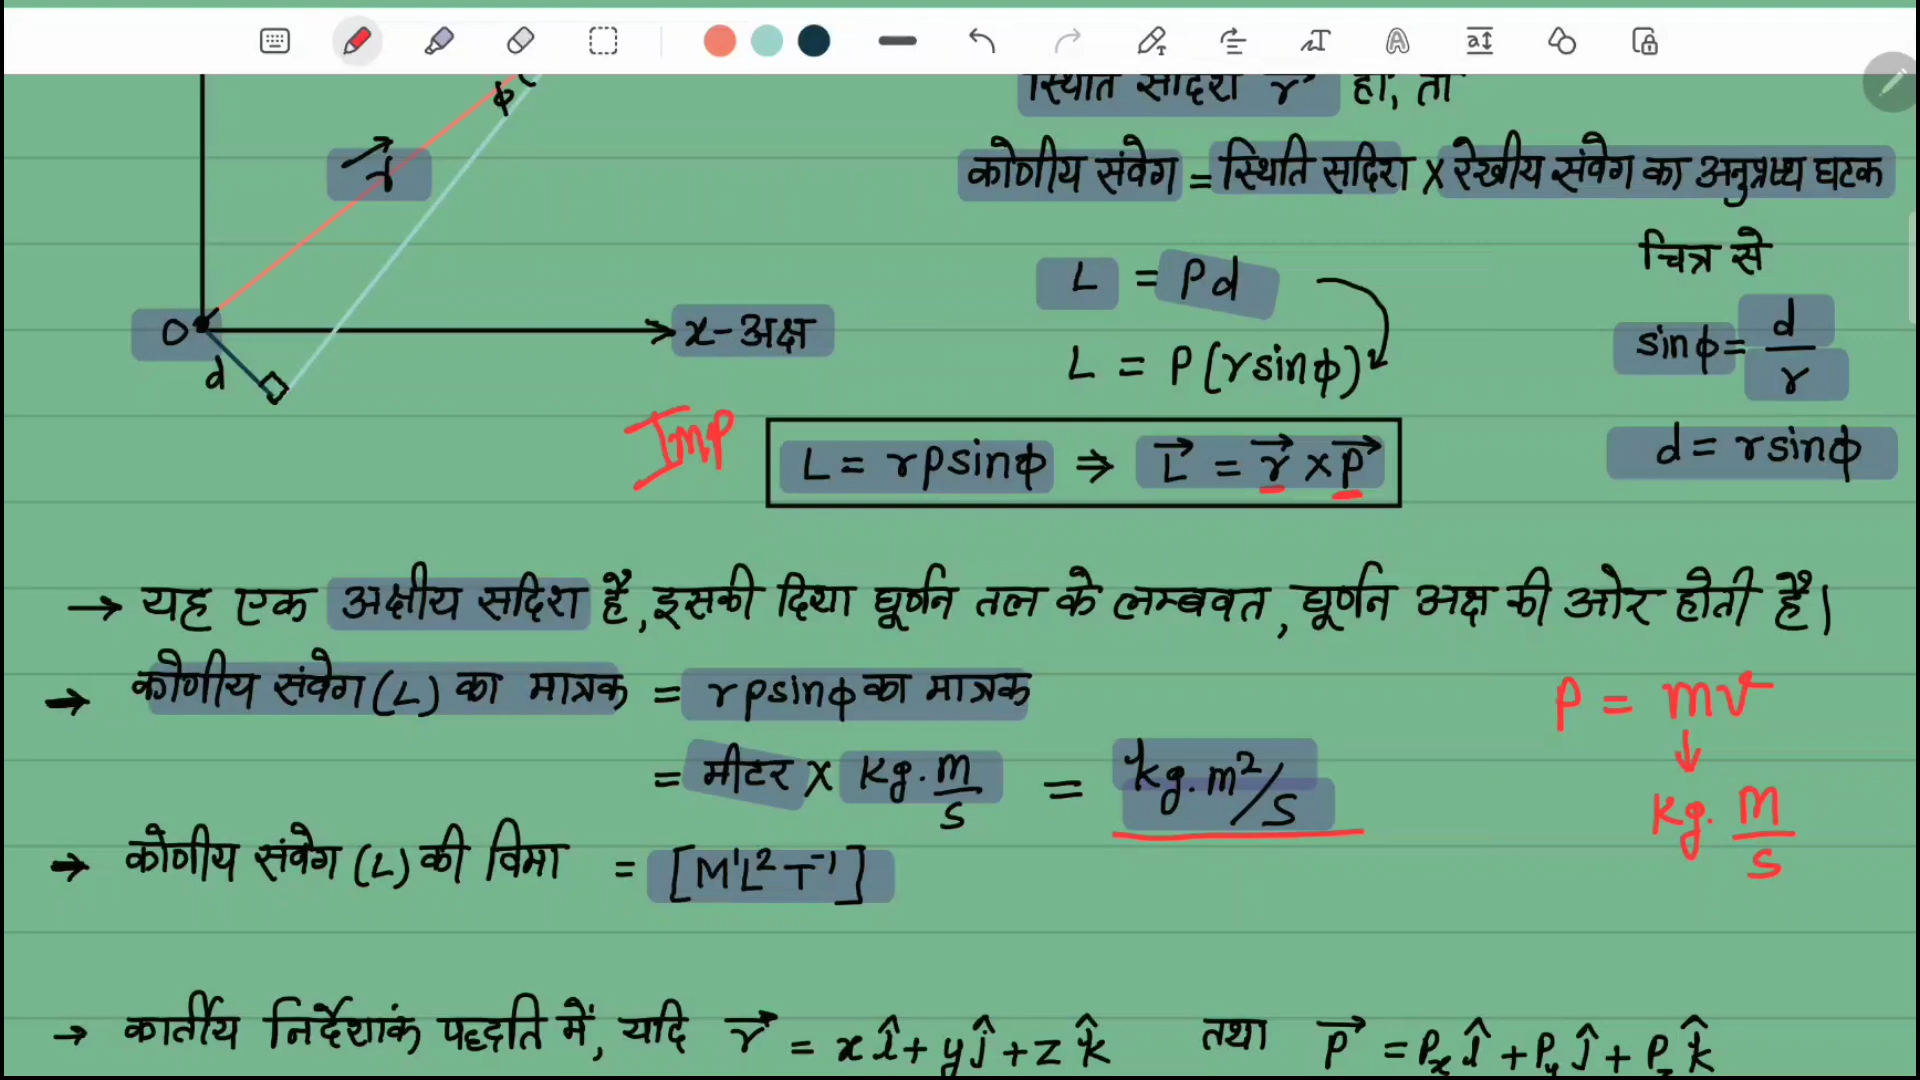 ϕ
स्थिति सदिश r⃗ हो, तो
r⃗
कोणीय संवेग = स्थिति सदिश X रेखीय संवेग का अनुप्रस्थ घटक
चित्र से
L = Pd
O
x-अक्ष
sinϕ = d/r
d
L = P(rsinϕ)
Imp
L = rpsinϕ ⇒ L⃗ = r⃗ × p⃗
d = rsinϕ
→ यह एक अक्षीय सदिश है, इसकी दिशा घूर्णन तल के लम्बवत, घूर्णन अक्ष की ओर होती है।
→ कोणीय संवेग (L) का मात्रक = rpsinϕ का मात्रक
P = mv
↓
= मीटर X Kg.m/s = kg.m²/s
Kg. m/s
→ कोणीय संवेग (L) की विमा = [M¹L²T⁻¹]
→ कार्तीय निर्देशांक पद्धति में, यदि r⃗ = xî + yĵ + zk̂ तथा P⃗ = Pₓî + Pᵧĵ + P_zk̂